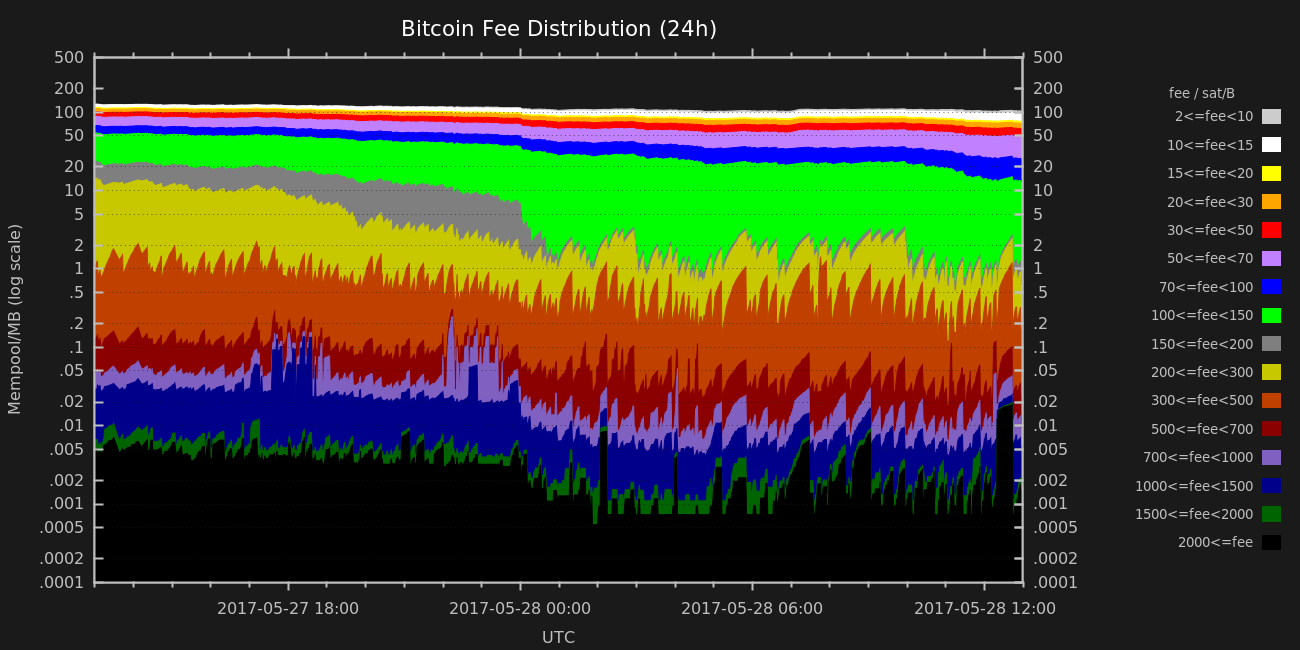 Bitcoin Fee Distribution (24h)
Mempool/MB (log scale)
500
200
100
50
20
10
5
2
1
.5
.2
.1
.05
.02
.01
.005
.002
.001
.0005
.0002
.0001
500
200
100
50
20
10
5
2
1
.5
.2
.1
.05
.02
.01
.005
.002
.001
.0005
.0002
.0001
fee / sat/B
2<=fee<10
10<=fee<15
15<=fee<20
20<=fee<30
30<=fee<50
50<=fee<70
70<=fee<100
100<=fee<150
150<=fee<200
200<=fee<300
300<=fee<500
500<=fee<700
700<=fee<1000
1000<=fee<1500
1500<=fee<2000
2000<=fee
2017-05-27 18:00
2017-05-28 00:00
2017-05-28 06:00
2017-05-28 12:00
UTC